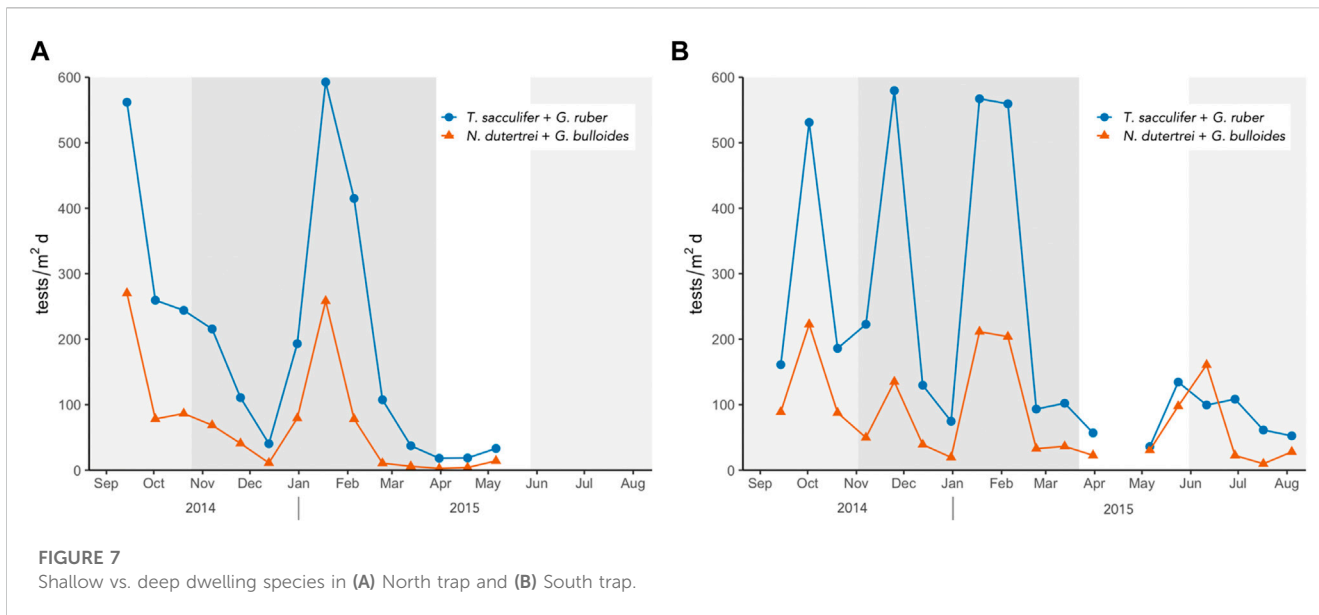 A
600
500
400
300
200
100
0
tests/m² d
T. sacculifer + G. ruber
N. dutertrei + G. bulloides
Sep Oct Nov Dec Jan Feb Mar Apr May Jun Jul Aug
2014 2015
B
600
500
400
300
200
100
0
tests/m² d
T. sacculifer + G. ruber
N. dutertrei + G. bulloides
Sep Oct Nov Dec Jan Feb Mar Apr May Jun Jul Aug
2014 2015
FIGURE 7
Shallow vs. deep dwelling species in (A) North trap and (B) South trap.